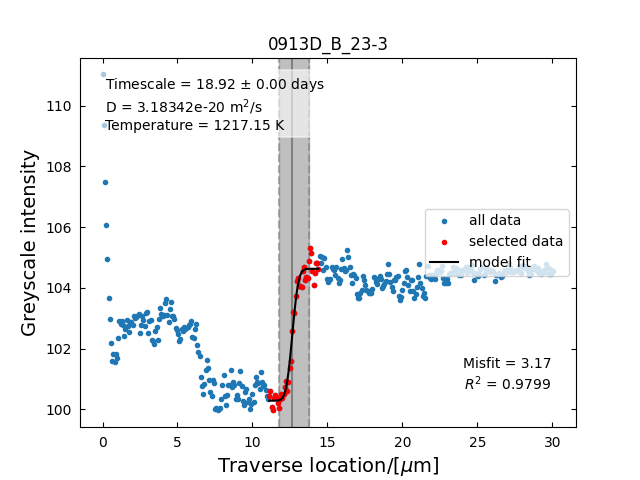 0913D_B_23-3
Timescale = 18.92 ± 0.00 days
D = 3.18342e-20 m²/s
Temperature = 1217.15 K
Greyscale intensity
110
108
106
104
102
100
all data
selected data
model fit
Misfit = 3.17
R² = 0.9799
0 5 10 15 20 25 30
Traverse location/[μm]